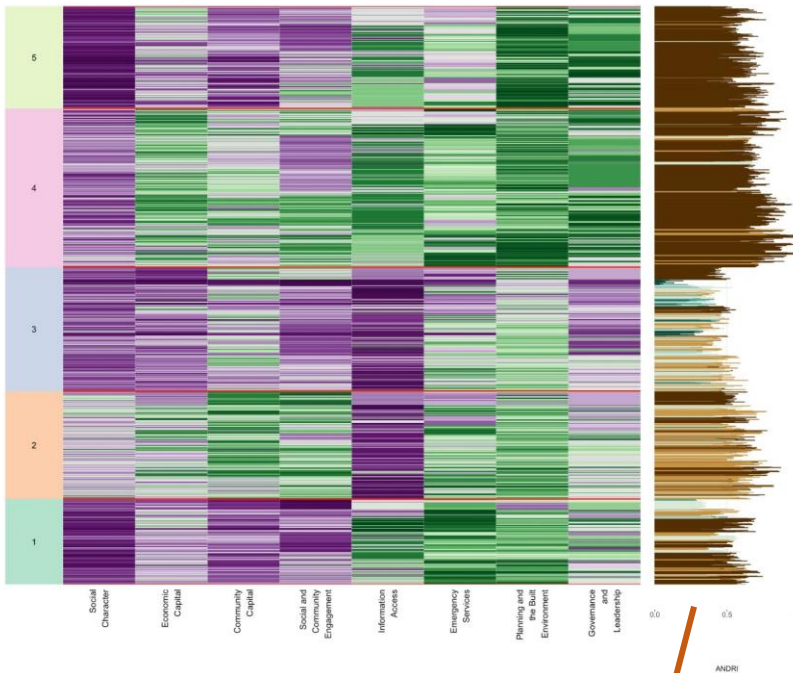 5
4
3
2
1
Social
Character
Economic
Capital
Community
Capital
Social and
Community
Engagement
Information
Access
Emergency
Services
Planning and
the Built
Environment
Governance
and
Leadership
0.0
0.5
ANDRI